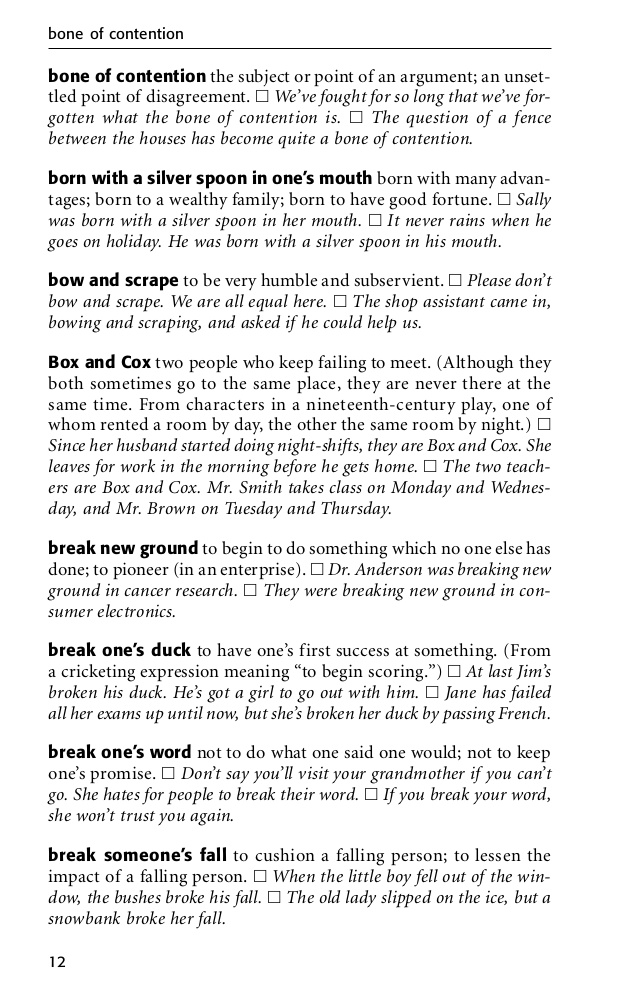 bone of contention
bone of contention the subject or point of an argument; an unset-
tled point of disagreement. □ We've fought for so long that we've for-
gotten what the bone of contention is. □ The question of a fence
between the houses has become quite a bone of contention.
born with a silver spoon in one's mouth born with many advan-
tages; born to a wealthy family; born to have good fortune. □ Sally
was born with a silver spoon in her mouth. □ It never rains when he
goes on holiday. He was born with a silver spoon in his mouth.
bow and scrape to be very humble and subservient. □ Please don't
bow and scrape. We are all equal here. □ The shop assistant came in,
bowing and scraping, and asked if he could help us.
Box and Cox two people who keep failing to meet. (Although they
both sometimes go to the same place, they are never there at the
same time. From characters in a nineteenth-century play, one of
whom rented a room by day, the other the same room by night.) □
Since her husband started doing night-shifts, they are Box and Cox. She
leaves for work in the morning before he gets home. □ The two teach-
ers are Box and Cox. Mr. Smith takes class on Monday and Wednes-
day, and Mr. Brown on Tuesday and Thursday.
break new ground to begin to do something which no one else has
done; to pioneer (in an enterprise). □ Dr. Anderson was breaking new
ground in cancer research. □ They were breaking new ground in con-
sumer electronics.
break one's duck to have one's first success at something. (From
a cricketing expression meaning “to begin scoring.”) □ At last Jim's
broken his duck. He's got a girl to go out with him. □ Jane has failed
all her exams up until now, but she's broken her duck by passing French.
break one's word not to do what one said one would; not to keep
one's promise. □ Don't say you'll visit your grandmother if you can't
go. She hates for people to break their word. □ If you break your word,
she won't trust you again.
break someone's fall to cushion a falling person; to lessen the
impact of a falling person. □ When the little boy fell out of the win-
dow, the bushes broke his fall. □ The old lady slipped on the ice, but a
snowbank broke her fall.
12